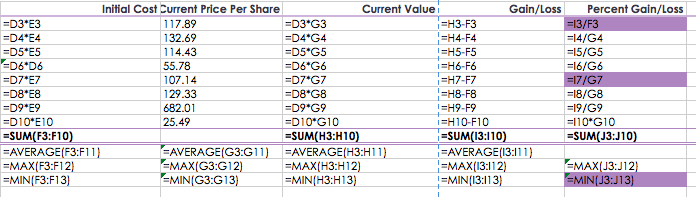 Initial Cost Current Price Per Share Current Value Gain/Loss Percent Gain/Loss
=D3*E3 117.89 =D3*G3 =H3-F3 =I3/F3
=D4*E4 132.69 =D4*G4 =H4-F4 =I4/G4
=D5*E5 114.43 =D5*G5 =H5-F5 =I5/G5
=D6*D6 55.78 =D6*G6 =H6-F6 =I6/G6
=D7*E7 107.14 =D7*G7 =H7-F7 =I7/G7
=D8*E8 129.33 =D8*G8 =H8-F8 =I8/G8
=D9*E9 682.01 =D9*G9 =H9-F9 =I9/G9
=D10*E10 25.49 =D10*G10 =H10-F10 =I10*G10
=SUM(F3:F10) =SUM(H3:H10) =SUM(I3:I10) =SUM(J3:J10)
=AVERAGE(F3:F11) =AVERAGE(G3:G11) =AVERAGE(H3:H11) =AVERAGE(I3:I11)
=MAX(F3:F12) =MAX(G3:G12) =MAX(H3:H12) =MAX(I3:I12) =MAX(J3:J12)
=MIN(F3:F13) =MIN(G3:G13) =MIN(H3:H13) =MIN(I3:I13) =MIN(J3:J13)